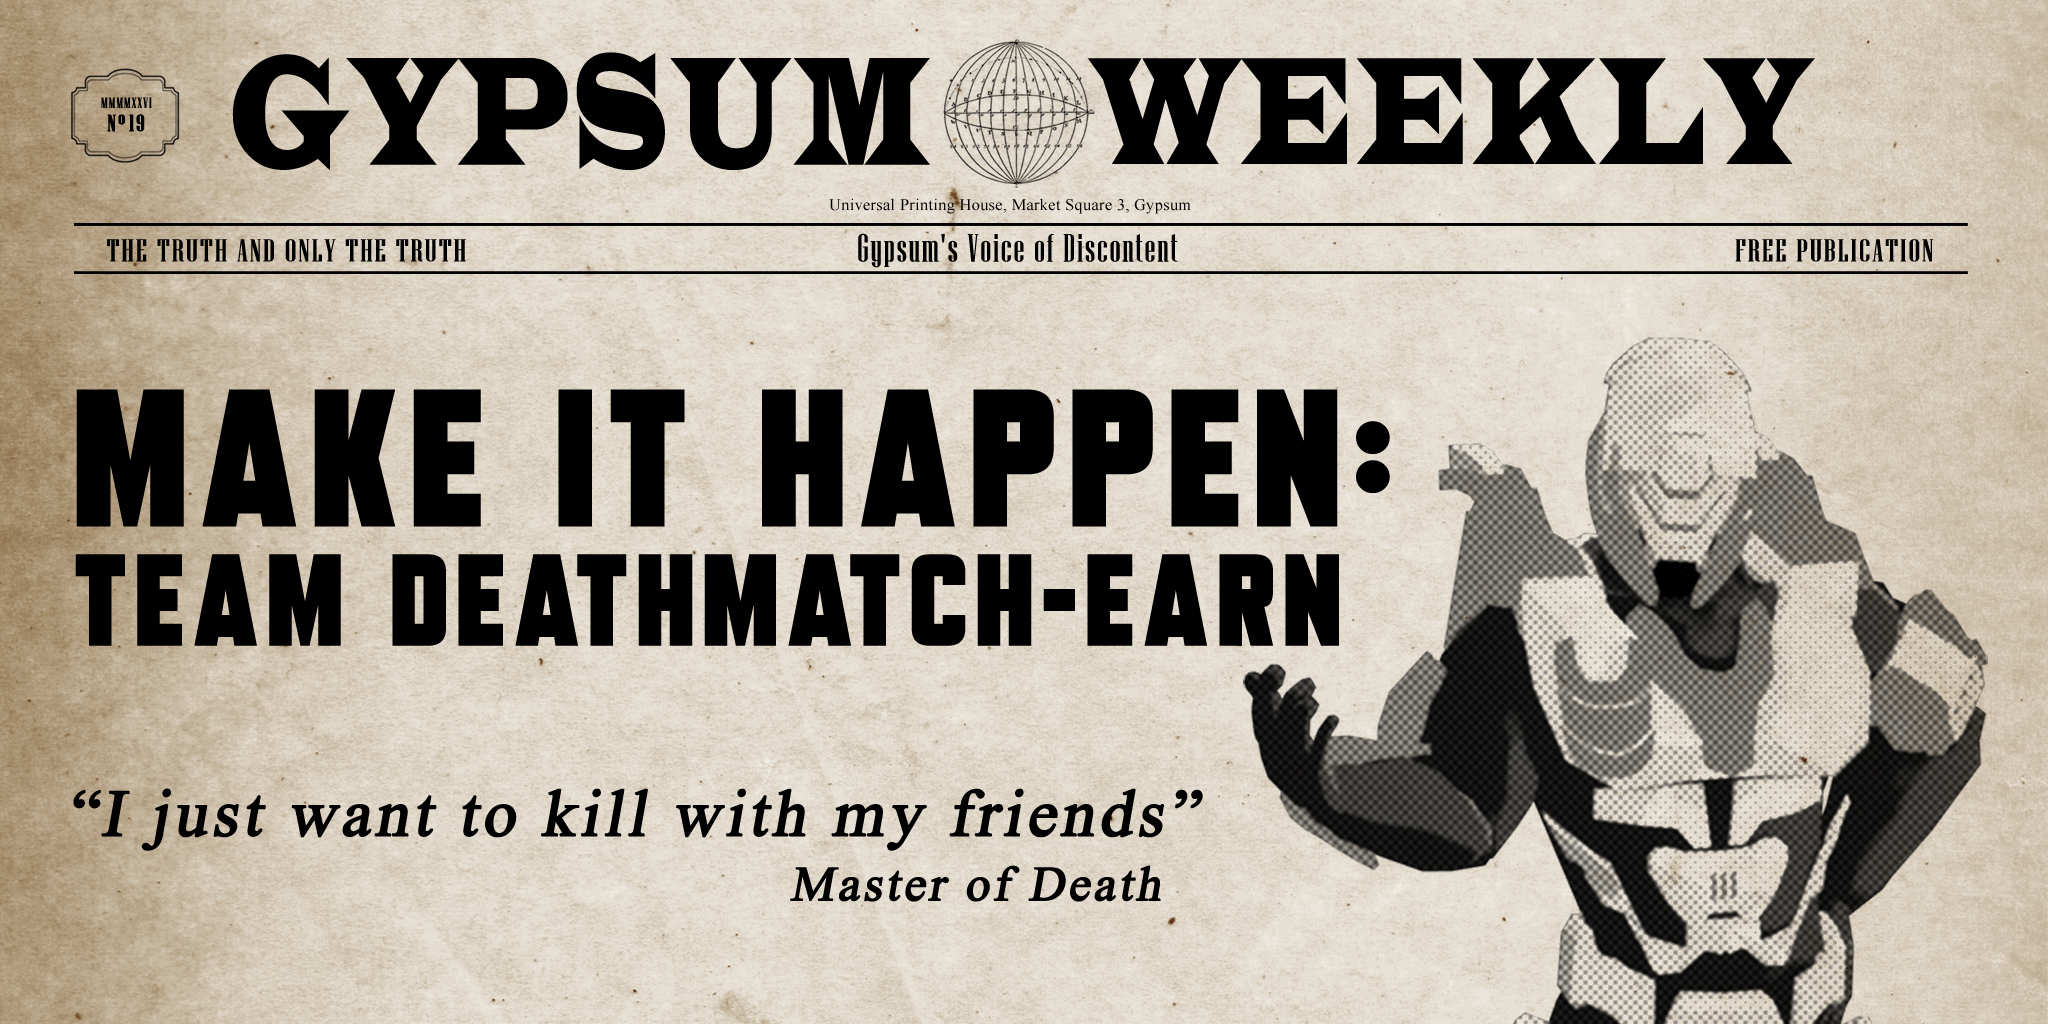 MMMMXXVI
Nº19
GYPSUM WEEKLY
Universal Printing House, Market Square 3, Gypsum
THE TRUTH AND ONLY THE TRUTH
Gypsum's Voice of Discontent
FREE PUBLICATION
MAKE IT HAPPEN:
TEAM DEATHMATCH-EARN
“I just want to kill with my friends”
Master of Death